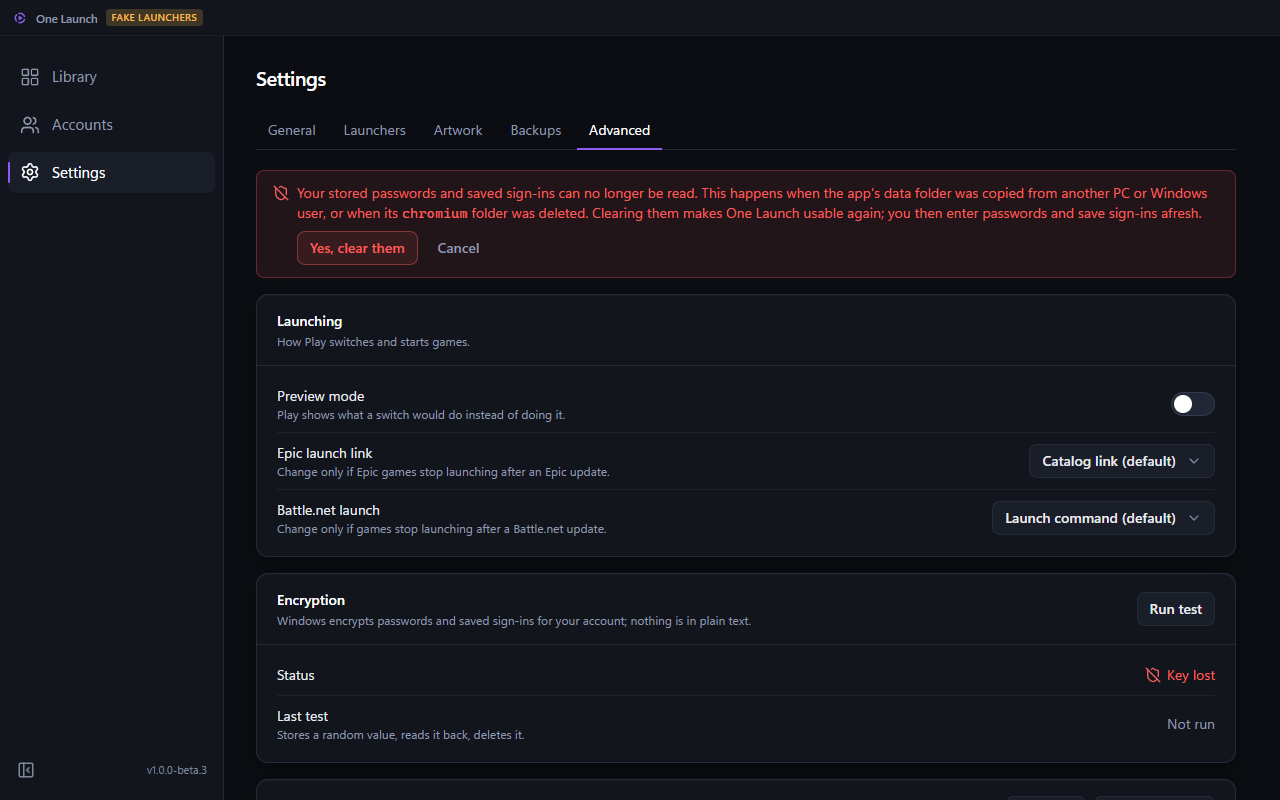 One Launch FAKE LAUNCHERS
Library
Accounts
Settings
v1.0.0-beta.3
Settings
General Launchers Artwork Backups Advanced
Your stored passwords and saved sign-ins can no longer be read. This happens when the app's data folder was copied from another PC or Windows
user, or when its chromium folder was deleted. Clearing them makes One Launch usable again; you then enter passwords and save sign-ins afresh.
Yes, clear them Cancel
Launching
How Play switches and starts games.
Preview mode
Play shows what a switch would do instead of doing it.
Epic launch link
Change only if Epic games stop launching after an Epic update.
Catalog link (default)
Battle.net launch
Change only if games stop launching after a Battle.net update.
Launch command (default)
Encryption
Windows encrypts passwords and saved sign-ins for your account; nothing is in plain text.
Run test
Status
Key lost
Last test
Stores a random value, reads it back, deletes it.
Not run